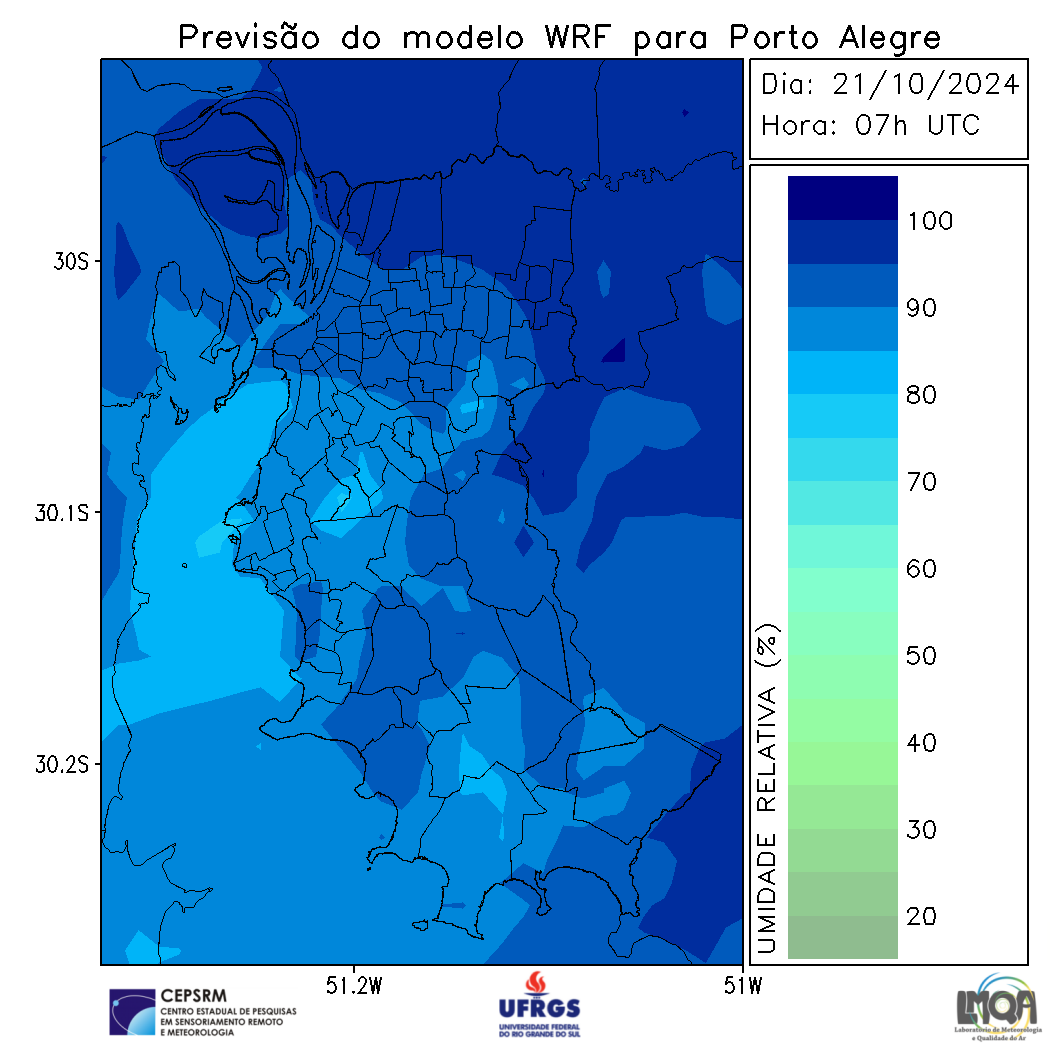 Previsão do modelo WRF para Porto Alegre
Dia: 21/10/2024
Hora: 07h UTC
30S
30.1S
30.2S
51.2W
51W
UMIDADE RELATIVA (%)
100
90
80
70
60
50
40
30
20
CEPSRM
CENTRO ESTADUAL DE PESQUISAS
EM SENSORIAMENTO REMOTO
E METEOROLOGIA
UFRGS
UNIVERSIDADE FEDERAL
DO RIO GRANDE DO SUL
LMQA
Laboratório de Meteorologia
e Qualidade do Ar